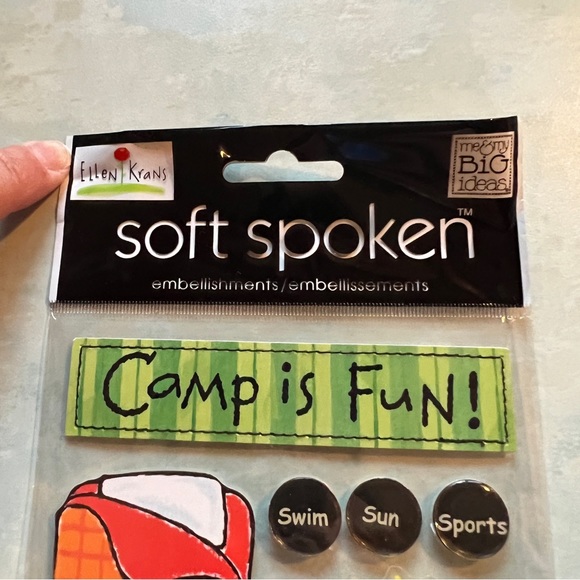 Ellen Krans
me&my
BiG
ideas
soft spoken™
embellishments/embellissements
Camp is Fun!
Swim
Sun
Sports